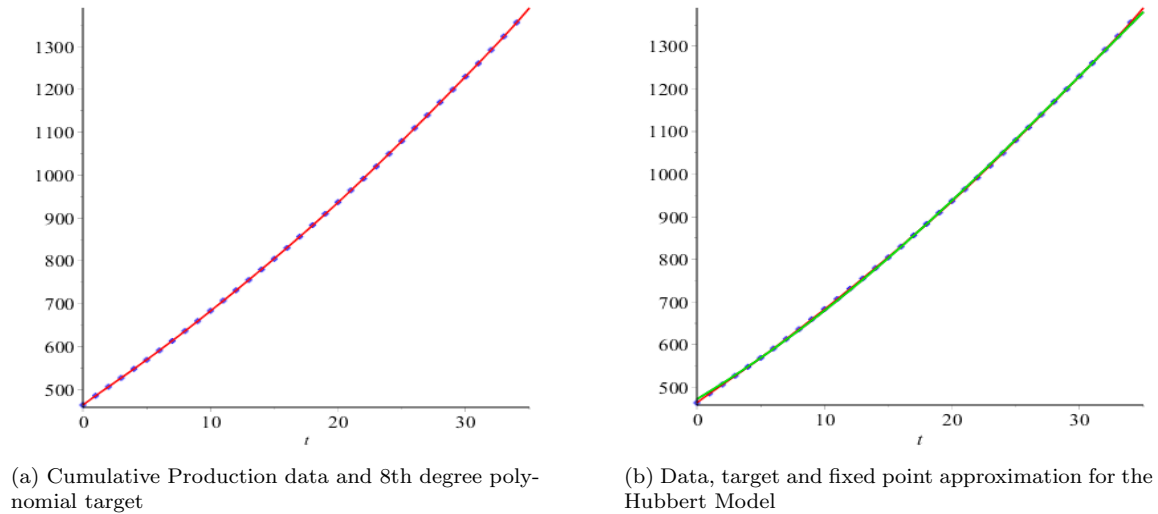 1300
1200
1100
1000
900
800
700
600
500
0 10 20 30
t
(a) Cumulative Production data and 8th degree poly-
nomial target
1300
1200
1100
1000
900
800
700
600
500
0 10 20 30
t
(b) Data, target and fixed point approximation for the
Hubbert Model